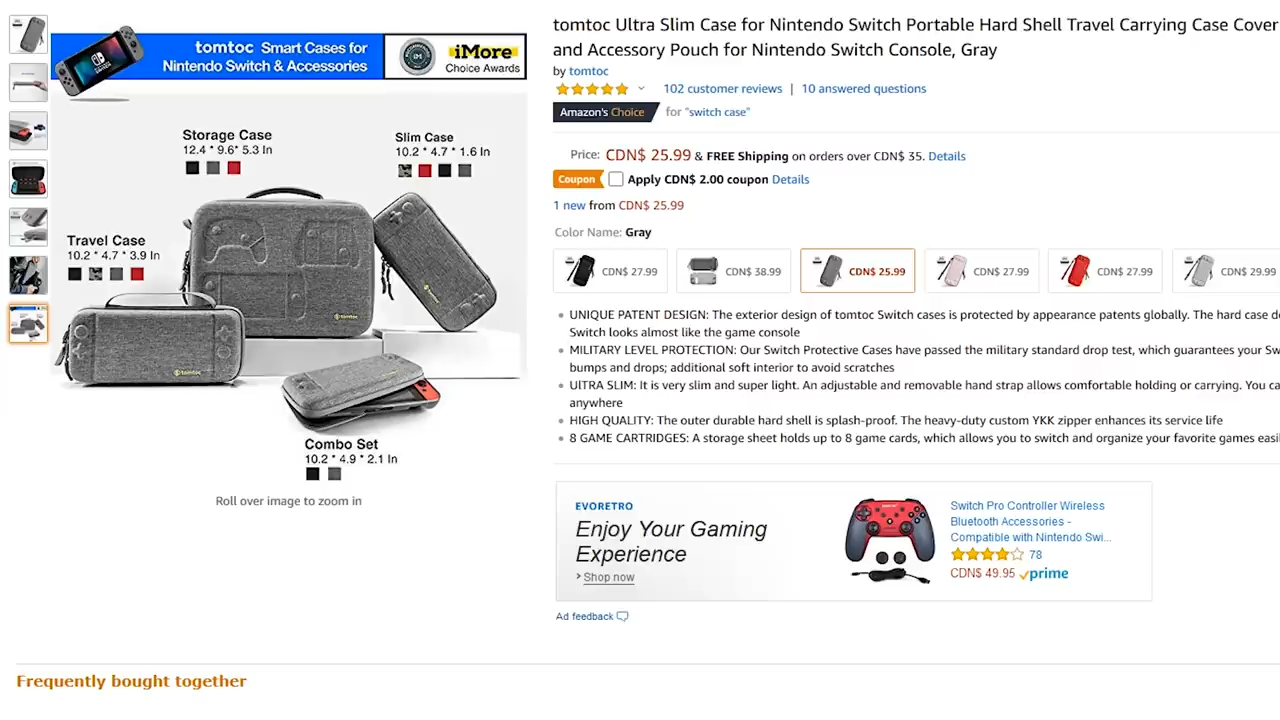 tomtoc Smart Cases for
Nintendo Switch & Accessories
iMore
Choice Awards
Storage Case
12.4 * 9.6* 5.3 In
Slim Case
10.2 * 4.7 * 1.6 In
Travel Case
10.2 * 4.7 * 3.9 In
tomtoc
tomtoc
tomtoc
Combo Set
10.2 * 4.9 * 2.1 In
Roll over image to zoom in
tomtoc Ultra Slim Case for Nintendo Switch Portable Hard Shell Travel Carrying Case Cover
and Accessory Pouch for Nintendo Switch Console, Gray
by tomtoc
102 customer reviews | 10 answered questions
Amazon's Choice for "switch case"
Price: CDN$ 25.99 & FREE Shipping on orders over CDN$ 35. Details
Coupon Apply CDN$ 2.00 coupon Details
1 new from CDN$ 25.99
Color Name: Gray
CDN$ 27.99 CDN$ 38.99 CDN$ 25.99 CDN$ 27.99 CDN$ 27.99 CDN$ 29.99
• UNIQUE PATENT DESIGN: The exterior design of tomtoc Switch cases is protected by appearance patents globally. The hard case
Switch looks almost like the game console
• MILITARY LEVEL PROTECTION: Our Switch Protective Cases have passed the military standard drop test, which guarantees your
bumps and drops; additional soft interior to avoid scratches
• UlTRA SLIM: It is very slim and super light. An adjustable and removable hand strap allows comfortable holding or carrying. You
anywhere
• HIGH QUALITY: The outer durable hard shell is splash-proof. The heavy-duty custom YKK zipper enhances its service life
• 8 GAME CARTRIDGES: A storage sheet holds up to 8 game cards, which allows you to switch and organize your favorite games
EVORETRO
Enjoy Your Gaming
Experience
› Shop now
Switch Pro Controller Wireless
Bluetooth Accessories -
Compatible with Nintendo Swi...
78
CDN$ 49.95 prime
Ad feedback
Frequently bought together